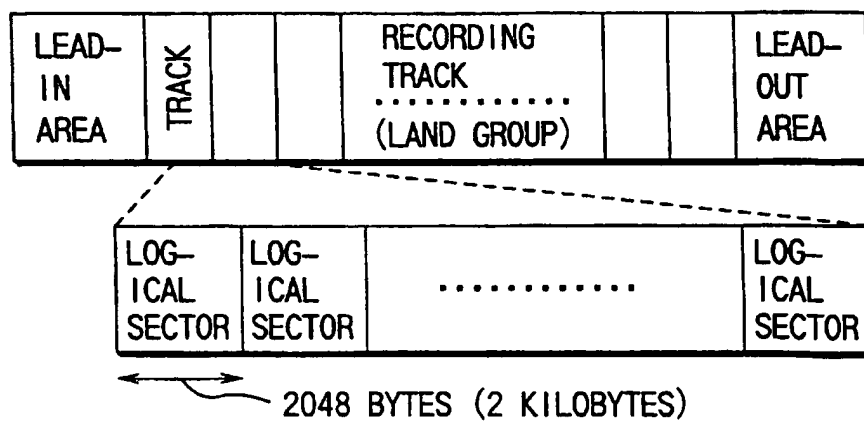 LEAD-
IN
AREA
TRACK
RECORDING
TRACK
(LAND GROUP)
LEAD-
OUT
AREA
LOG-
ICAL
SECTOR
LOG-
ICAL
SECTOR
LOG-
ICAL
SECTOR
2048 BYTES (2 KILOBYTES)